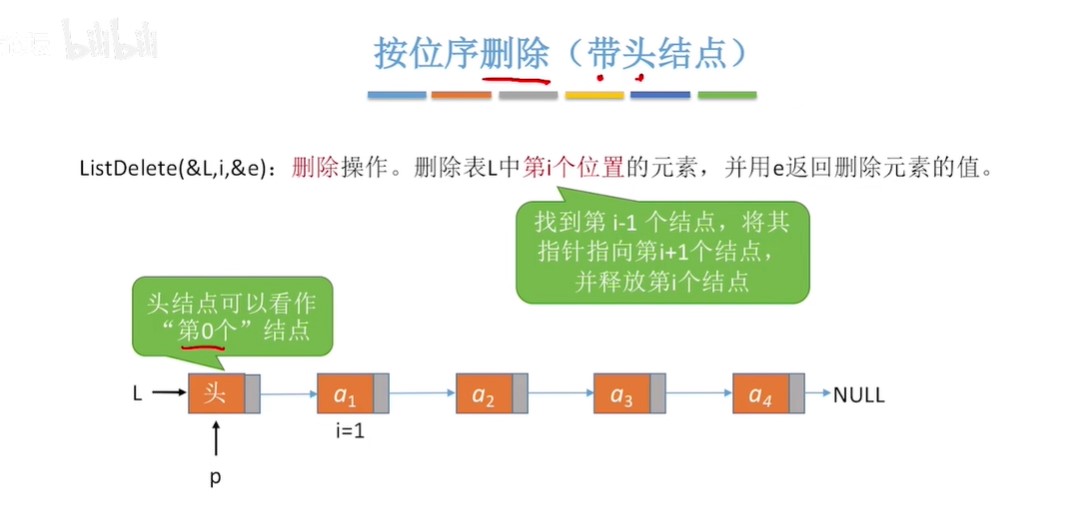 bilibili
按位序删除（带头结点）
ListDelete(&L,i,&e)：删除操作。删除表L中第i个位置的元素，并用e返回删除元素的值。
找到第 i-1 个结点，将其
指针指向第i+1个结点，
并释放第i个结点
头结点可以看作
“第0个”结点
L 头 a1 a2 a3 a4 NULL
i=1
p